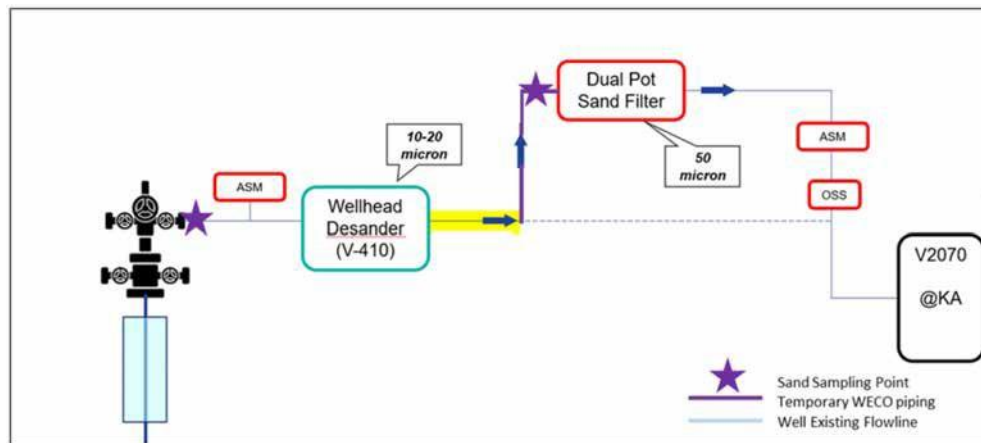 Dual Pot
Sand Filter
10-20
micron
50
micron
ASM
ASM
OSS
Wellhead
Desander
(V-410)
V2070
@KA
Sand Sampling Point
Temporary WECO piping
Well Existing Flowline